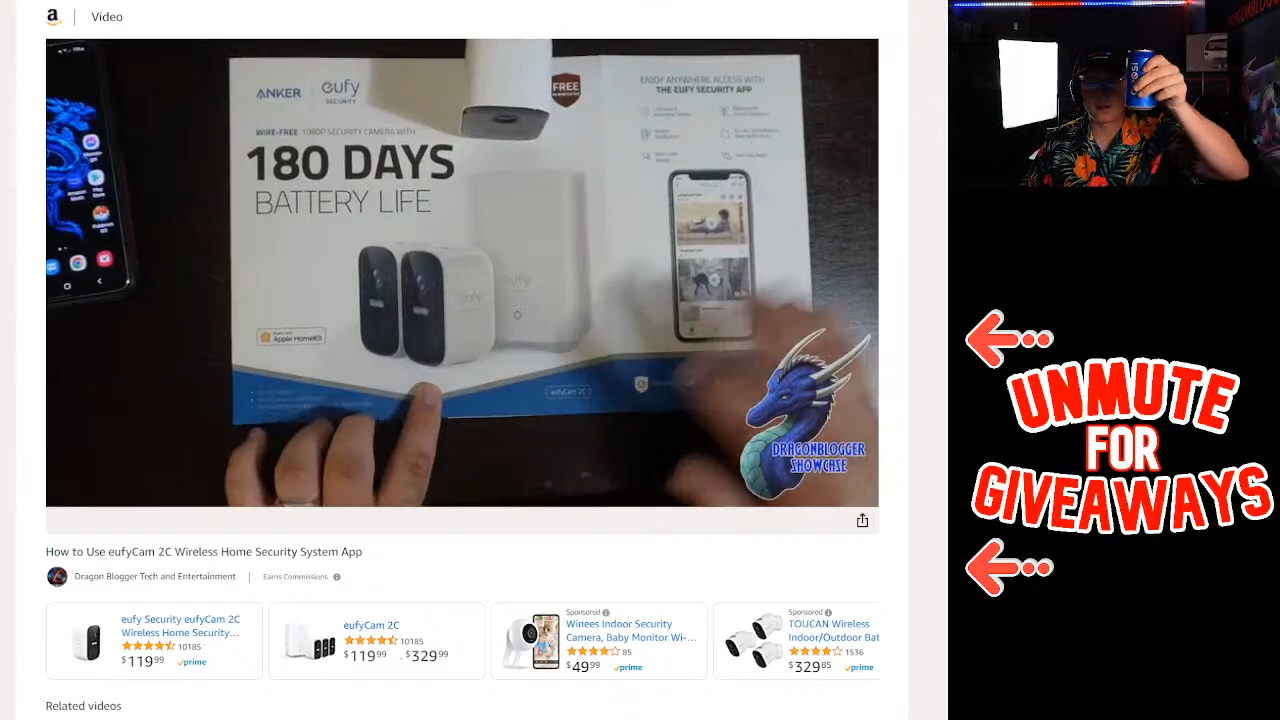 Video
ANKER
eufy
SECURITY
FREE
WIRE-FREE 1080P SECURITY CAMERA WITH
180 DAYS
BATTERY LIFE
eufy
eufy
Apple HomeKit
eufyCam 2C
ENJOY ANYWHERE ACCESS WITH
THE EUFY SECURITY APP
DRAGONBLOGGER
SHOWCASE
How to Use eufyCam 2C Wireless Home Security System App
Dragon Blogger Tech and Entertainment | Earns Commissions
eufy Security eufyCam 2C
Wireless Home Security...
10185
$119.99 prime
eufyCam 2C
10185
$119.99 - $329.99
Sponsored
Winees Indoor Security
Camera, Baby Monitor Wi-...
85
$49.99 prime
Sponsored
TOUCAN Wireless
Indoor/Outdoor Bat
1536
$329.85 prime
Related videos
UNMUTE
FOR
GIVEAWAYS